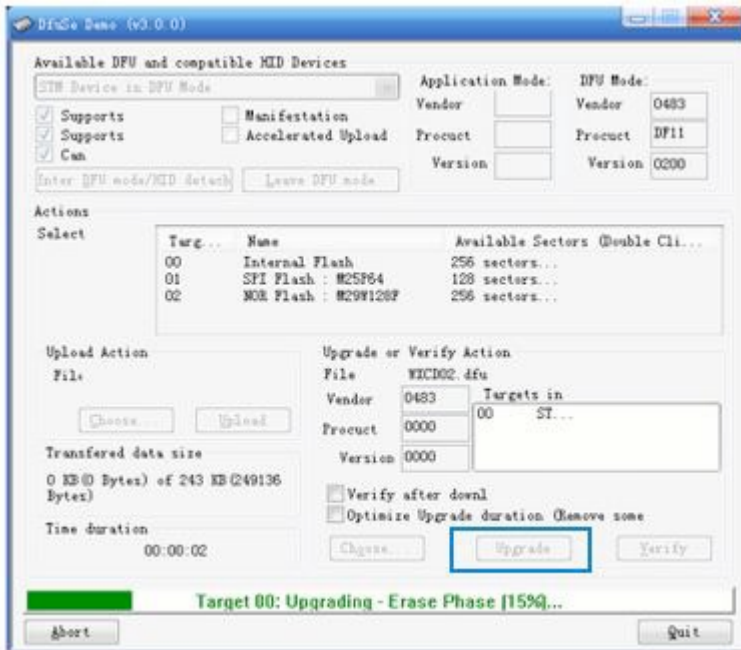 DfuSe Demo (v3.0.0)
Available DFU and compatible HID Devices
STM Device in DFU Mode
Application Mode:
DFU Mode:
Supports
Manifestation
Vendor
Vendor 0483
Supports
Accelerated Upload
Procuct
Procuct DF11
Can
Version
Version 0200
Enter DFU mode/HID detach
Leave DFU mode
Actions
Select
Targ... Name Available Sectors (Double Cli...
00 Internal Flash 256 sectors...
01 SPI Flash : M25P64 128 sectors...
02 NOR Flash : M29W128F 256 sectors...
Upload Action
File
Choose...
Upload
Transfered data size
0 KB(0 Bytes) of 243 KB(249136
Bytes)
Time duration
00:00:02
Upgrade or Verify Action
File WXCD02.dfu
Vendor 0483
Targets in
00 ST...
Procuct 0000
Version 0000
Verify after downl
Optimize Upgrade duration (Remove some
Choose...
Upgrade
Verify
Target 00: Upgrading - Erase Phase (15%)...
Abort
Quit